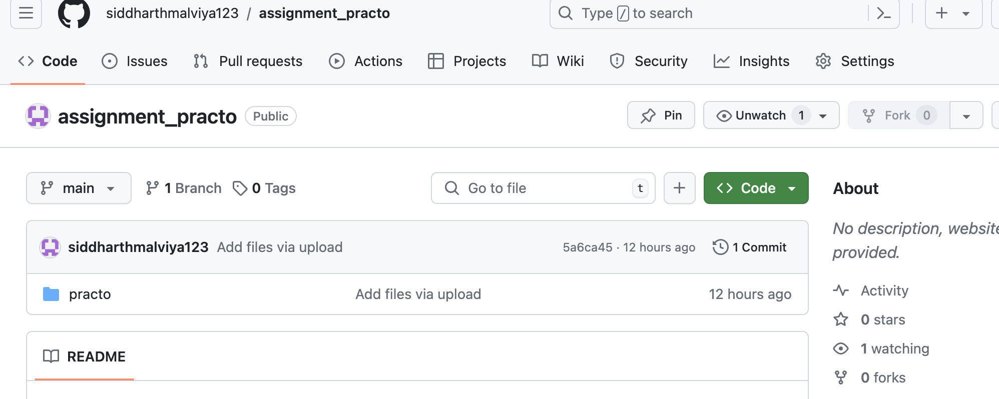 siddharthmalviya123 / assignment_practo
Type / to search
Code Issues Pull requests Actions Projects Wiki Security Insights Settings
assignment_practo Public
Pin Unwatch 1 Fork 0
main 1 Branch 0 Tags
Go to file t
Code
About
siddharthmalviya123 Add files via upload 5a6ca45 · 12 hours ago 1 Commit
No description, website
provided.
practo Add files via upload 12 hours ago
Activity
0 stars
README
1 watching
0 forks